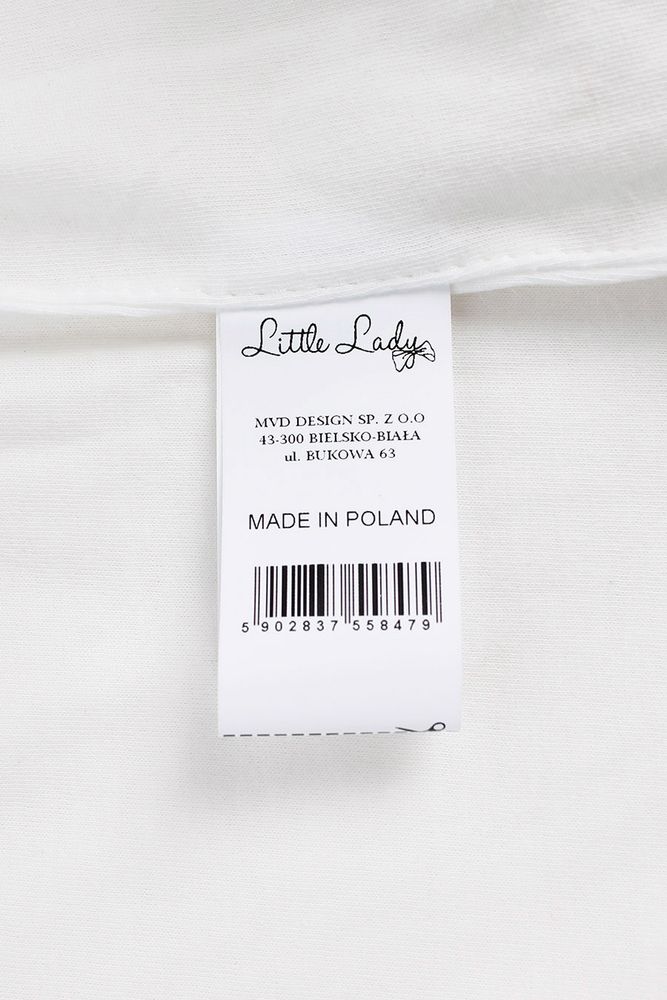 Little Lady
MVD DESIGN SP. Z O.O
43-300 BIELSKO-BIAŁA
ul. BUKOWA 63
MADE IN POLAND
5 902837 558479